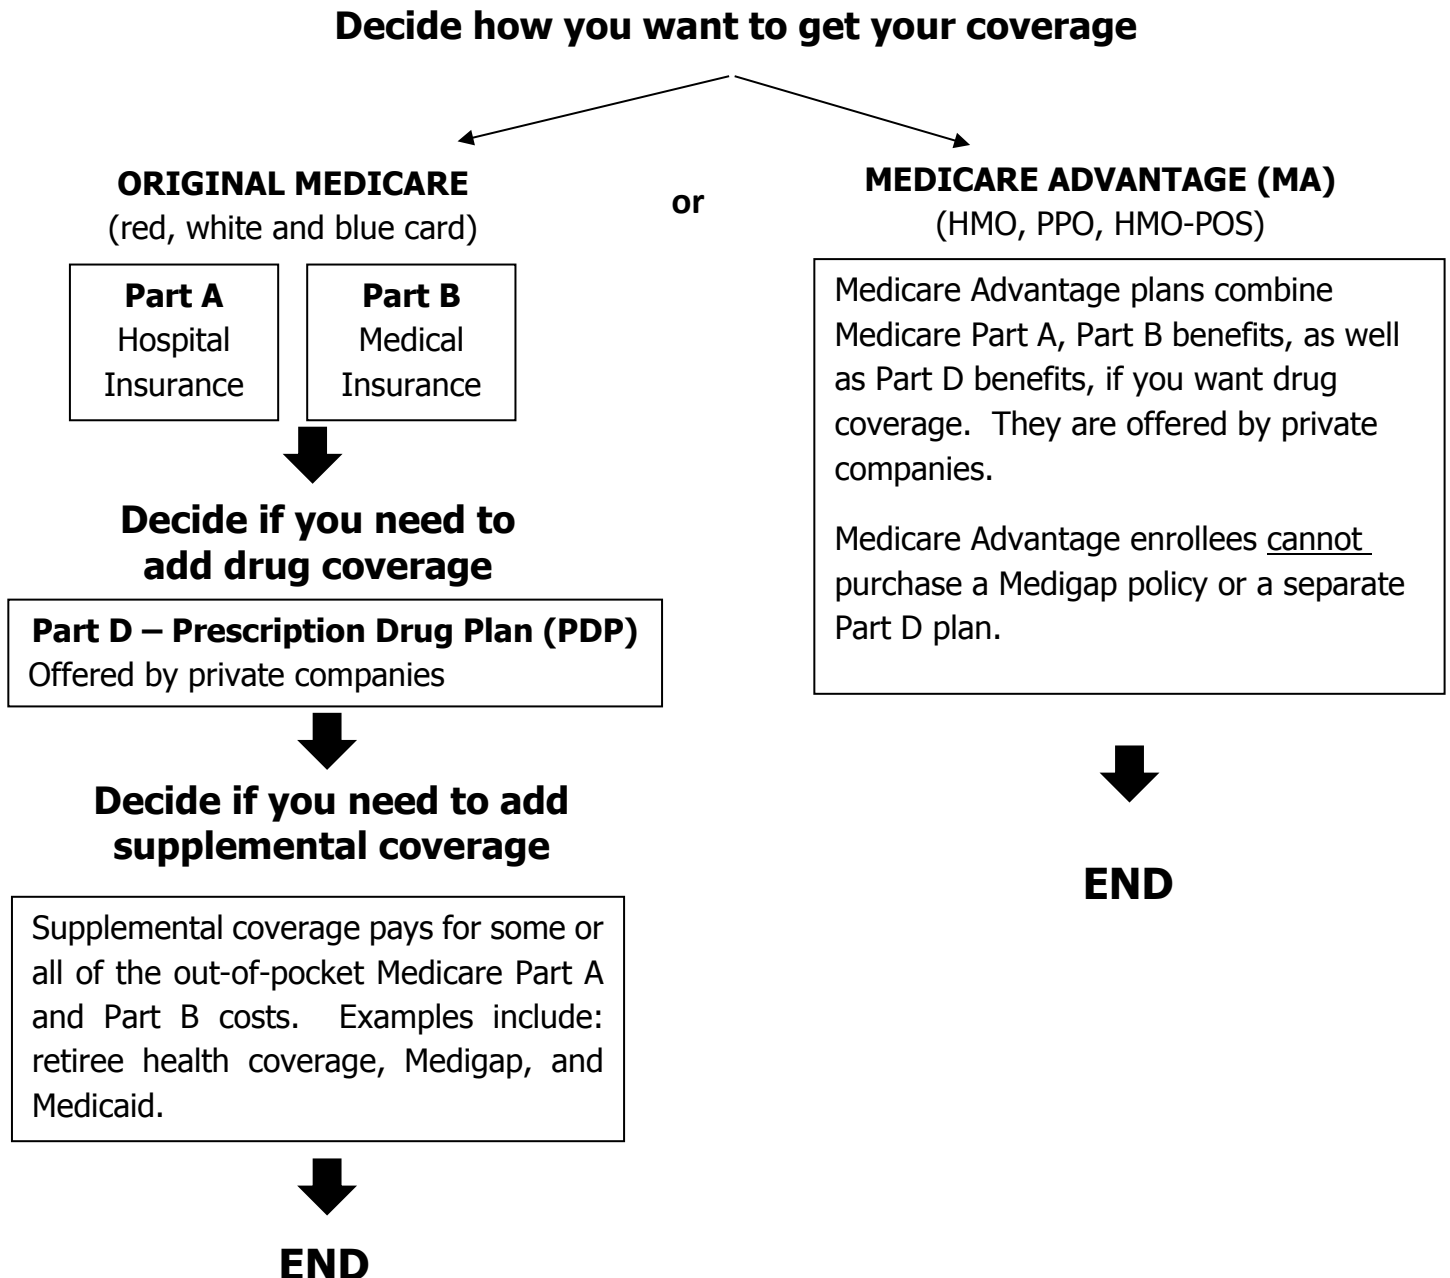 Decide how you want to get your coverage
ORIGINAL MEDICARE
(red, white and blue card)
Part A
Hospital
Insurance
Part B
Medical
Insurance
Decide if you need to
add drug coverage
Part D – Prescription Drug Plan (PDP)
Offered by private companies
Decide if you need to add
supplemental coverage
Supplemental coverage pays for some or
all of the out-of-pocket Medicare Part A
and Part B costs. Examples include:
retiree health coverage, Medigap, and
Medicaid.
END
or
MEDICARE ADVANTAGE (MA)
(HMO, PPO, HMO-POS)
Medicare Advantage plans combine
Medicare Part A, Part B benefits, as well
as Part D benefits, if you want drug
coverage. They are offered by private
companies.
Medicare Advantage enrollees cannot
purchase a Medigap policy or a separate
Part D plan.
END